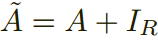 Ã = A + I_R